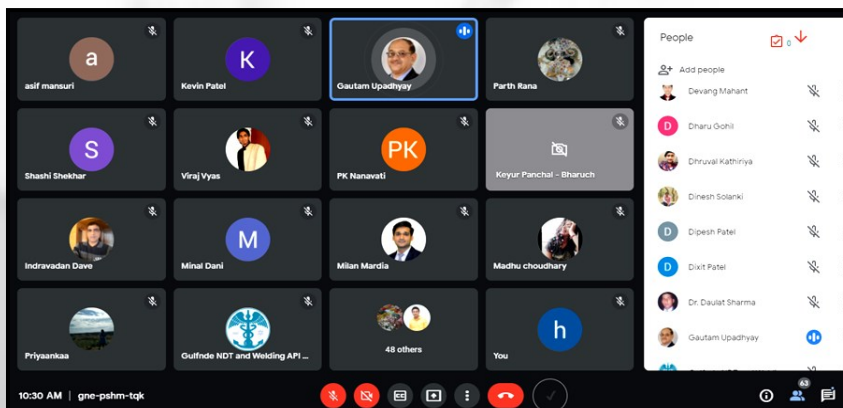 a
asif mansuri
K
Kevin Patel
Gautam Upadhyay
Parth Rana
S
Shashi Shekhar
Viraj Vyas
PK
PK Nanavati
Keyur Panchal - Bharuch
Indravadan Dave
M
Minal Dani
Milan Mardia
Madhu choudhary
Priyaankaa
Gulfnde NDT and Welding API ...
48 others
h
You
10:30 AM | gne-pshm-tqk
CC
63
People
0
Add people
Devang Mahant
D
Dharu Gohil
Dhruval Kathiriya
Dinesh Solanki
D
Dipesh Patel
D
Dixit Patel
Dr. Daulat Sharma
Gautam Upadhyay